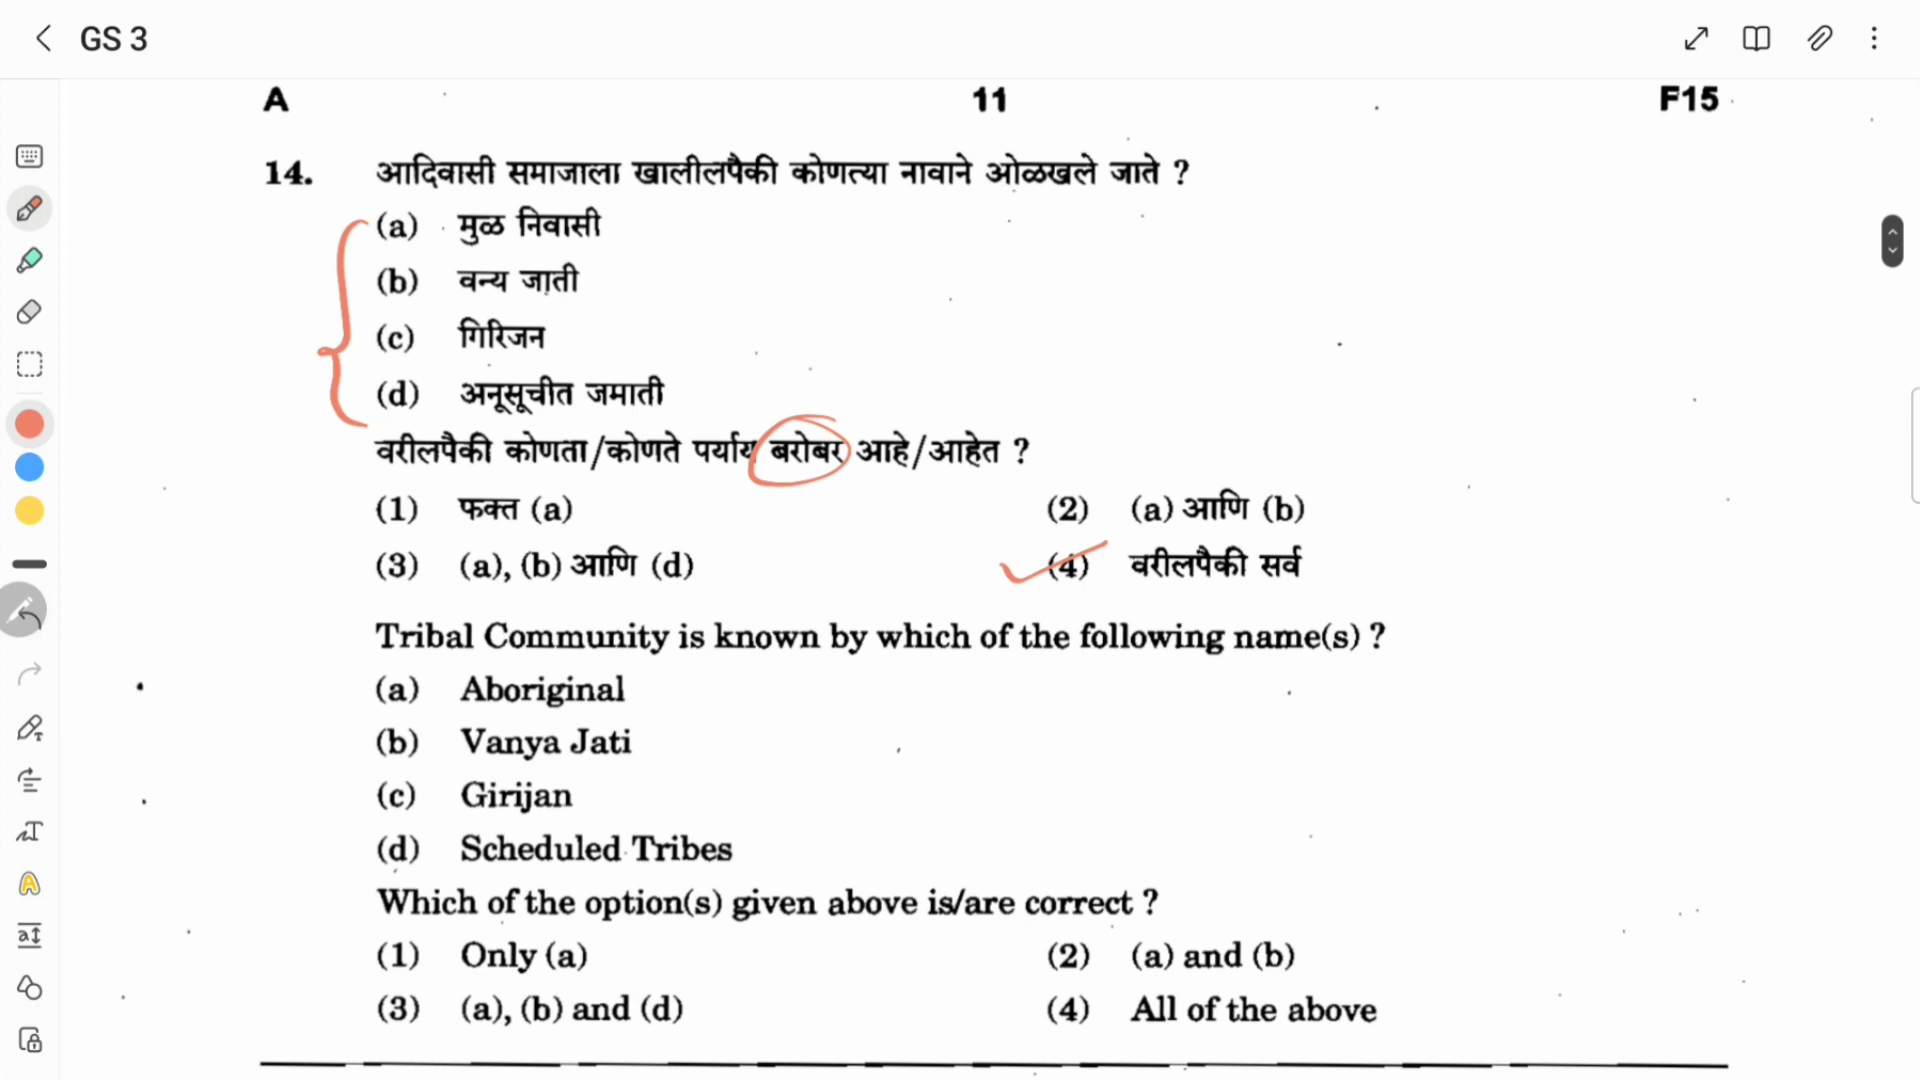 GS 3
A 11 F15
14. आदिवासी समाजाला खालीलपैकी कोणत्या नावाने ओळखले जाते ?
(a) मुळ निवासी
(b) वन्य जाती
(c) गिरिजन
(d) अनूसूचीत जमाती
वरीलपैकी कोणता/कोणते पर्याय बरोबर आहे/आहेत ?
(1) फक्त (a) (2) (a) आणि (b)
(3) (a), (b) आणि (d) (4) वरीलपैकी सर्व
Tribal Community is known by which of the following name(s) ?
(a) Aboriginal
(b) Vanya Jati
(c) Girijan
(d) Scheduled Tribes
Which of the option(s) given above is/are correct ?
(1) Only (a) (2) (a) and (b)
(3) (a), (b) and (d) (4) All of the above